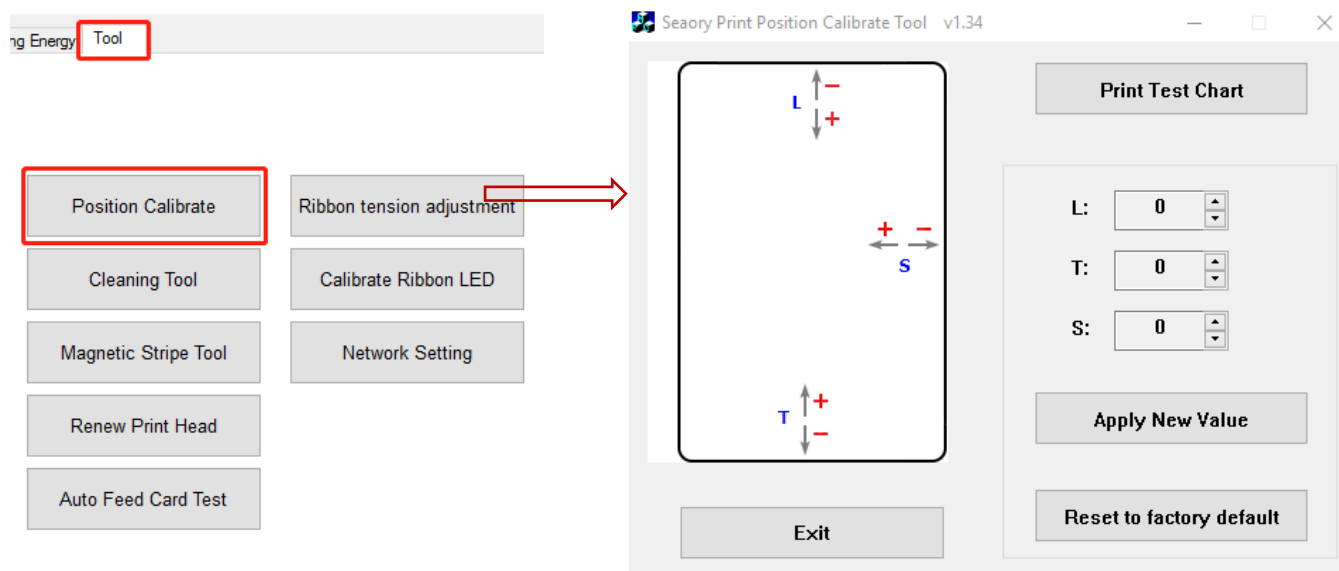 ng Energy
Tool
Position Calibrate
Ribbon tension adjustment
Cleaning Tool
Calibrate Ribbon LED
Magnetic Stripe Tool
Network Setting
Renew Print Head
Auto Feed Card Test
Seaory Print Position Calibrate Tool v1.34
L
−
+
+ −
S
T
+
−
Exit
Print Test Chart
L: 0
T: 0
S: 0
Apply New Value
Reset to factory default